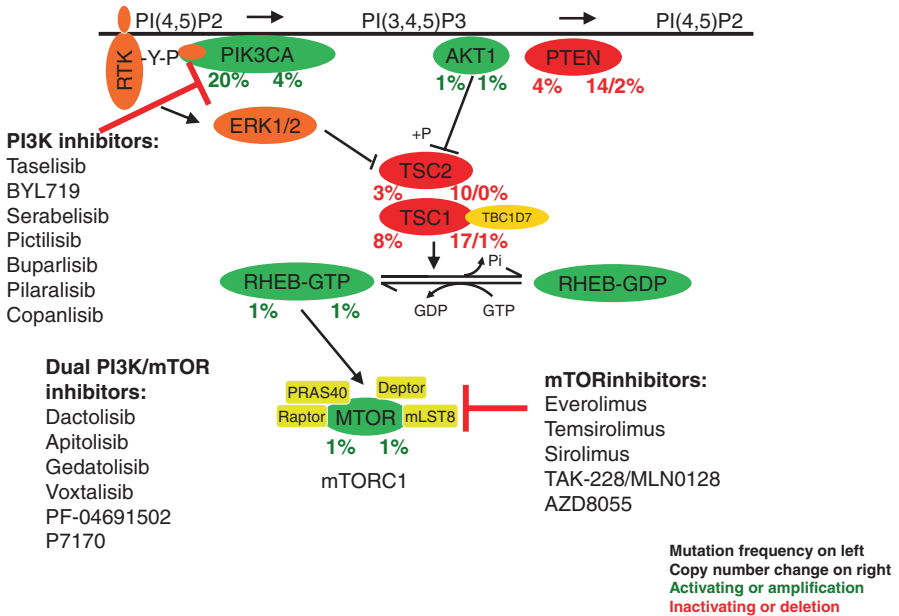 PI(4,5)P2
PI(3,4,5)P3
PI(4,5)P2
RTK
-Y-P
PIK3CA
20% 4%
AKT1
1% 1%
PTEN
4% 14/2%
ERK1/2
+P
TSC2
3% 10/0%
TSC1
TBC1D7
8% 17/1%
PI3K inhibitors:
Taselisib
BYL719
Serabelisib
Pictilisib
Buparlisib
Pilaralisib
Copanlisib
RHEB-GTP
1% 1%
Pi
GDP GTP
RHEB-GDP
Dual PI3K/mTOR
inhibitors:
Dactolisib
Apitolisib
Gedatolisib
Voxtalisib
PF-04691502
P7170
PRAS40
Deptor
Raptor
MTOR
mLST8
1% 1%
mTORC1
mTORinhibitors:
Everolimus
Temsirolimus
Sirolimus
TAK-228/MLN0128
AZD8055
Mutation frequency on left
Copy number change on right
Activating or amplification
Inactivating or deletion